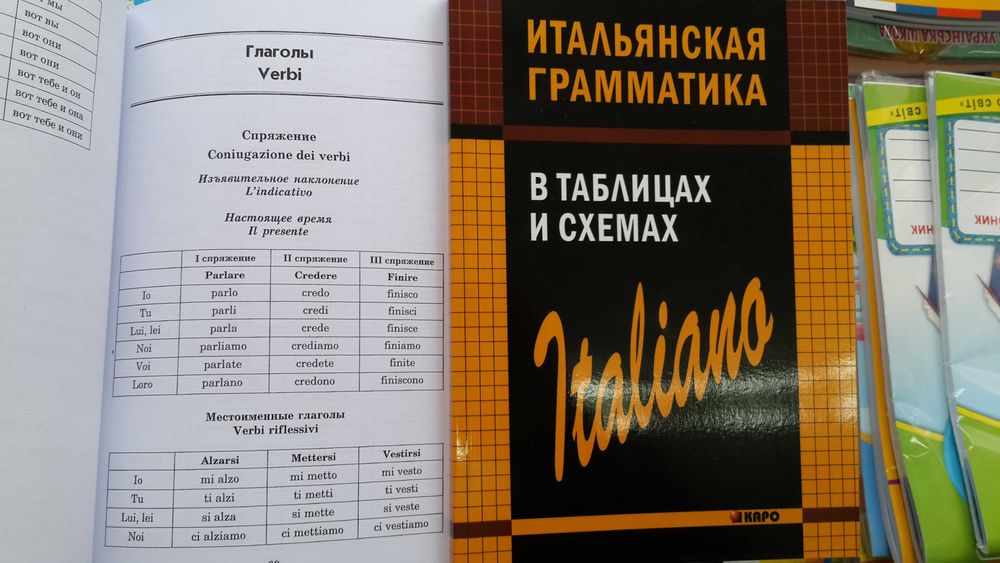 вот мы
вот вы
вот они
вот они
вот тебе и он
вот тебе и она
вот тебе и они
Глаголы
Verbi
Спряжение
Coniugazione dei verbi
Изъявительное наклонение
L'indicativo
Настоящее время
Il presente
I спряжение II спряжение III спряжение
Parlare Credere Finire
Io parlo credo finisco
Tu parli credi finisci
Lui, lei parla crede finisce
Noi parliamo crediamo finiamo
Voi parlate credete finite
Loro parlano credono finiscono
Местоименные глаголы
Verbi riflessivi
Alzarsi Mettersi Vestirsi
Io mi alzo mi metto mi vesto
Tu ti alzi ti metti ti vesti
Lui, lei si alza si mette si veste
Noi ci alziamo ci mettiamo ci vestiamo
ИТАЛЬЯНСКАЯ
ГРАММАТИКА
В ТАБЛИЦАХ
И СХЕМАХ
Italiano
КАРО
УКРАЇНСЬКА ШКОЛА
СВІТ»